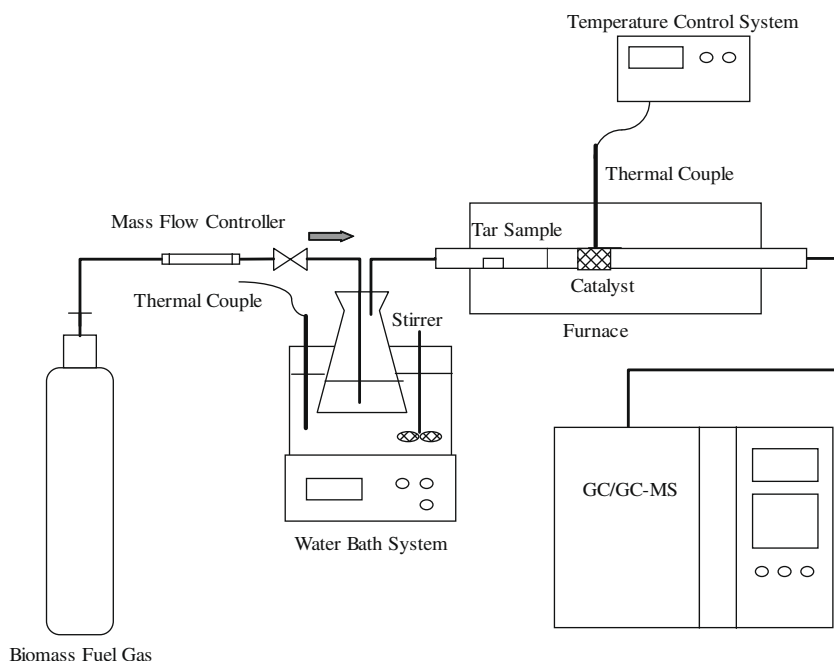 Temperature Control System
Thermal Couple
Mass Flow Controller
Tar Sample
Thermal Couple
Catalyst
Stirrer
Furnace
GC/GC-MS
Water Bath System
Biomass Fuel Gas